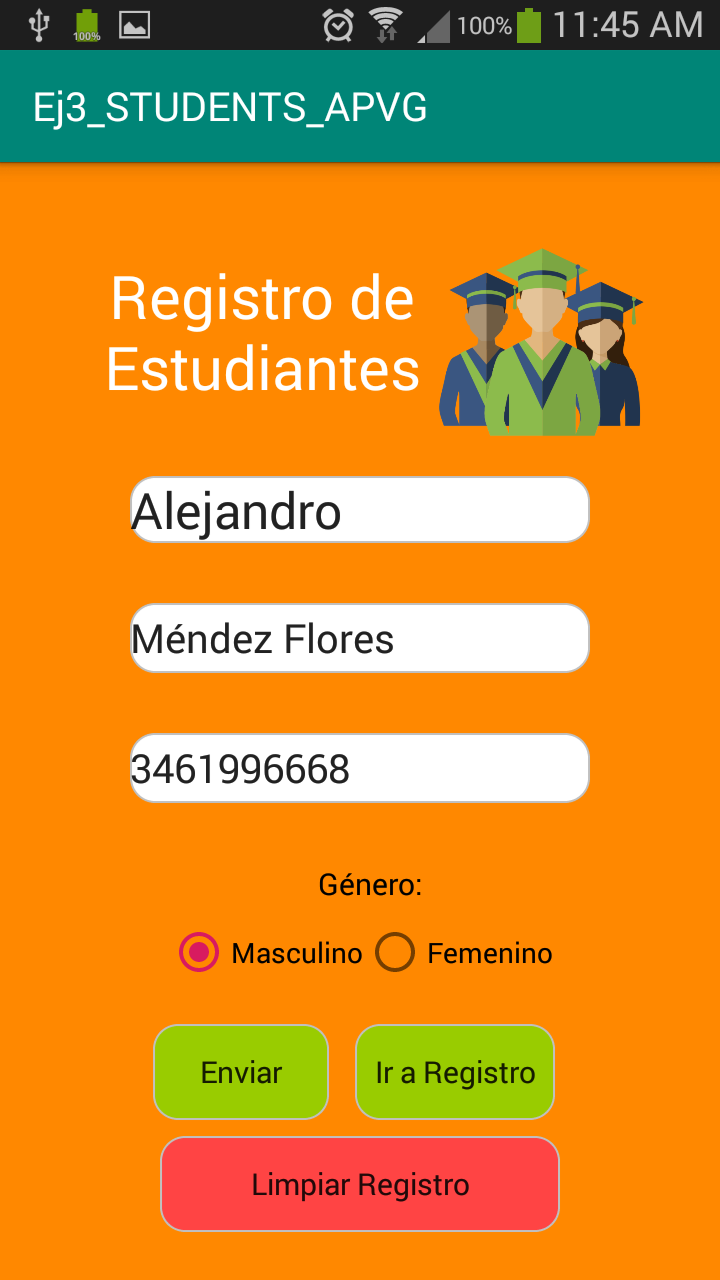 100%
100%
11:45 AM
Ej3_STUDENTS_APVG
Registro de
Estudiantes
Alejandro
Méndez Flores
3461996668
Género:
Masculino
Femenino
Enviar
Ir a Registro
Limpiar Registro